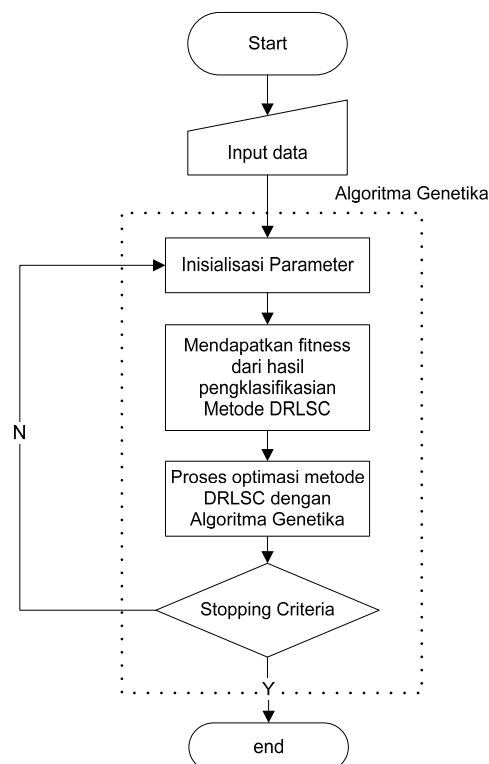 Start
Input data
Algoritma Genetika
Inisialisasi Parameter
Mendapatkan fitness
dari hasil
pengklasifikasian
Metode DRLSC
N
Proses optimasi metode
DRLSC dengan
Algoritma Genetika
Stopping Criteria
Y
end